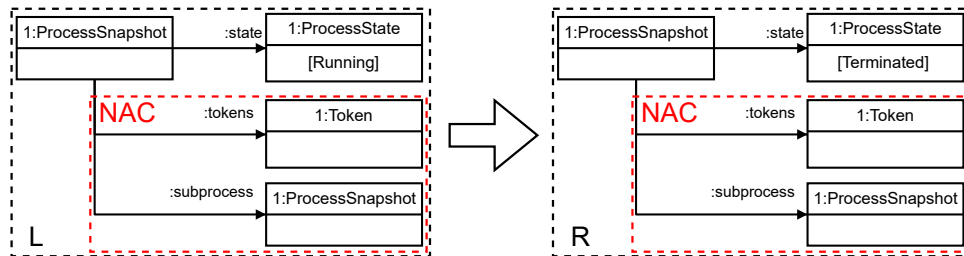 1:ProcessSnapshot
:state
1:ProcessState
[Running]
NAC
:tokens
1:Token
:subprocess
1:ProcessSnapshot
L
1:ProcessSnapshot
:state
1:ProcessState
[Terminated]
NAC
:tokens
1:Token
:subprocess
1:ProcessSnapshot
R